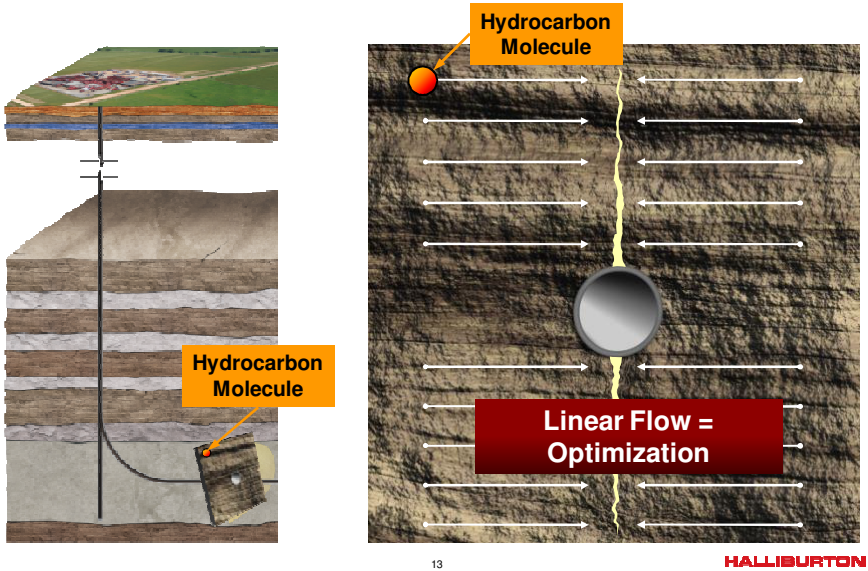 Hydrocarbon
Molecule
Hydrocarbon
Molecule
Linear Flow =
Optimization
13
HALLIBURTON